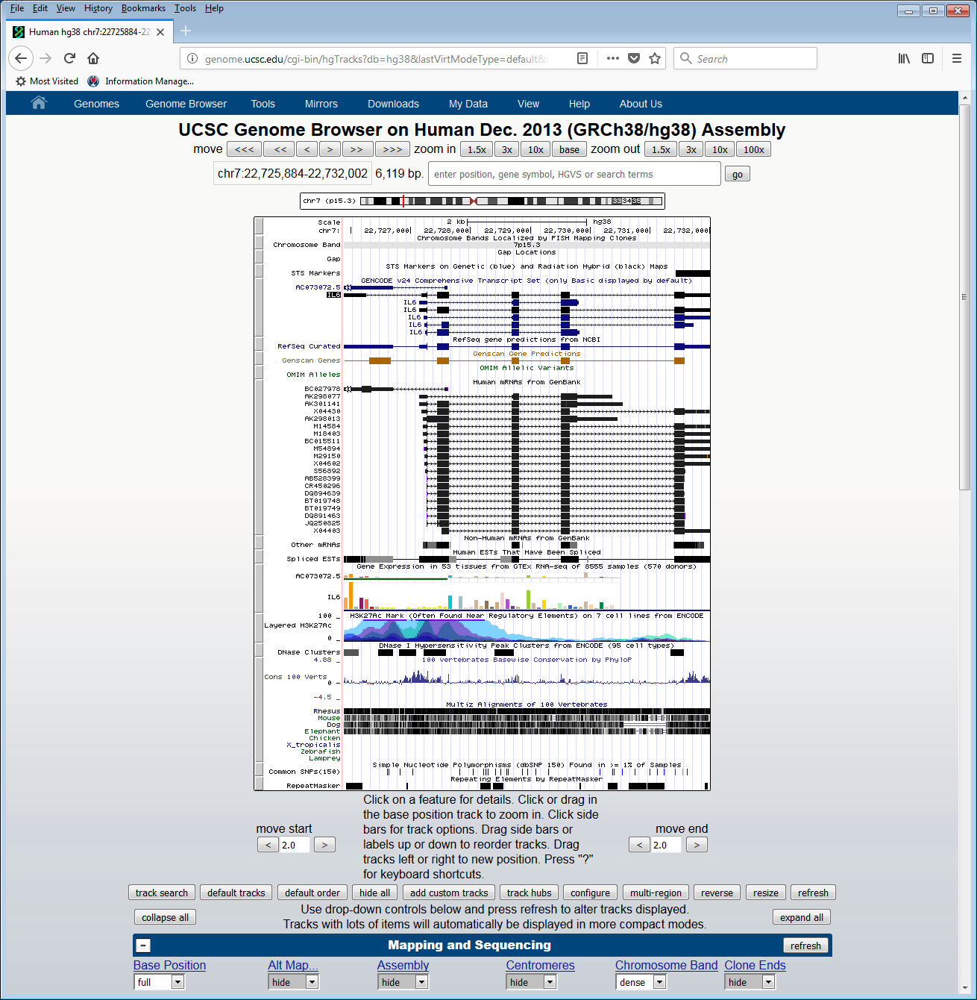 File Edit View History Bookmarks Tools Help
Human hg38 chr7:22725884-22
genome.ucsc.edu/cgi-bin/hgTracks?db=hg38&lastVirtModeType=default& Search
Most Visited Information Manage...
Genomes Genome Browser Tools Mirrors Downloads My Data View Help About Us
UCSC Genome Browser on Human Dec. 2013 (GRCh38/hg38) Assembly
move <<< << < > >> >>> zoom in 1.5x 3x 10x base zoom out 1.5x 3x 10x 100x
chr7:22,725,884-22,732,002 6,119 bp. enter position, gene symbol, HGVS or search terms go
chr7 (p15.3) 333435
Scale 2 kb hg38
chr7: 22,727,000| 22,728,000| 22,729,000| 22,730,000| 22,731,000| 22,732,000|
Chromosome Bands Localized by FISH Mapping Clones
Chromosome Band 7p15.3
Gap Locations
Gap
STS Markers on Genetic (blue) and Radiation Hybrid (black) Maps
STS Markers
GENCODE v24 Comprehensive Transcript Set (only Basic displayed by default)
AC073072.5
IL6
IL6
IL6
IL6
IL6
IL6
RefSeq gene predictions from NCBI
RefSeq Curated
Genscan Gene Predictions
Genscan Genes
OMIM Allelic Variants
OMIM Alleles
Human mRNAs from GenBank
BC027978
AK298077
AK301141
X04430
AK298013
M14584
M18403
BC015511
M54894
M29150
X04602
S56892
AB528399
CR450296
DQ894639
BT019748
BT019749
DQ891463
JQ250825
X04403
Non-Human mRNAs from GenBank
Other mRNAs
Human ESTs That Have Been Spliced
Spliced ESTs
Gene Expression in 53 tissues from GTEx RNA-seq of 8555 samples (570 donors)
AC073072.5
IL6
100 _ H3K27Ac Mark (Often Found Near Regulatory Elements) on 7 cell lines from ENCODE
Layered H3K27Ac
0 _
DNase I Hypersensitivity Peak Clusters from ENCODE (95 cell types)
DNase Clusters
4.88 _ 100 vertebrates Basewise Conservation by PhyloP
Cons 100 Verts
0 _
-4.5 _
Multiz Alignments of 100 Vertebrates
Rhesus
Mouse
Dog
Elephant
Chicken
X_tropicalis
Zebrafish
Lamprey
Simple Nucleotide Polymorphisms (dbSNP 150) Found in >= 1% of Samples
Common SNPs(150)
Repeating Elements by RepeatMasker
RepeatMasker
Click on a feature for details. Click or drag in
the base position track to zoom in. Click side
bars for track options. Drag side bars or
labels up or down to reorder tracks. Drag
tracks left or right to new position. Press "?"
for keyboard shortcuts.
move start
< 2.0 >
move end
< 2.0 >
track search default tracks default order hide all add custom tracks track hubs configure multi-region reverse resize refresh
collapse all
Use drop-down controls below and press refresh to alter tracks displayed.
Tracks with lots of items will automatically be displayed in more compact modes.
expand all
- Mapping and Sequencing refresh
Base Position Alt Map... Assembly Centromeres Chromosome Band Clone Ends
full hide hide hide dense hide